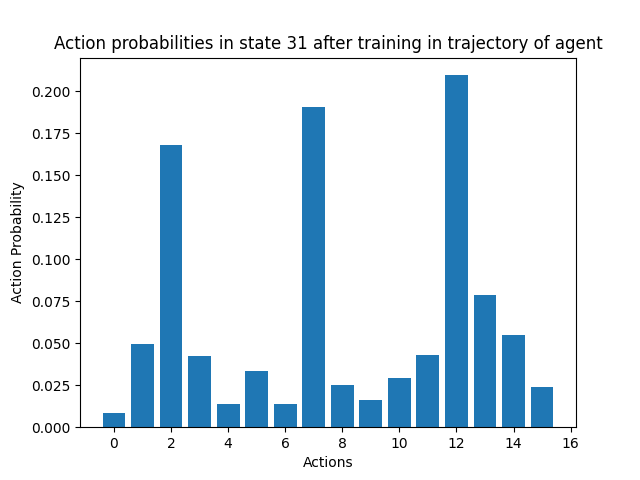 Action probabilities in state 31 after training in trajectory of agent
0.200
0.175
0.150
0.125
0.100
0.075
0.050
0.025
0.000
Action Probability
0 2 4 6 8 10 12 14 16
Actions